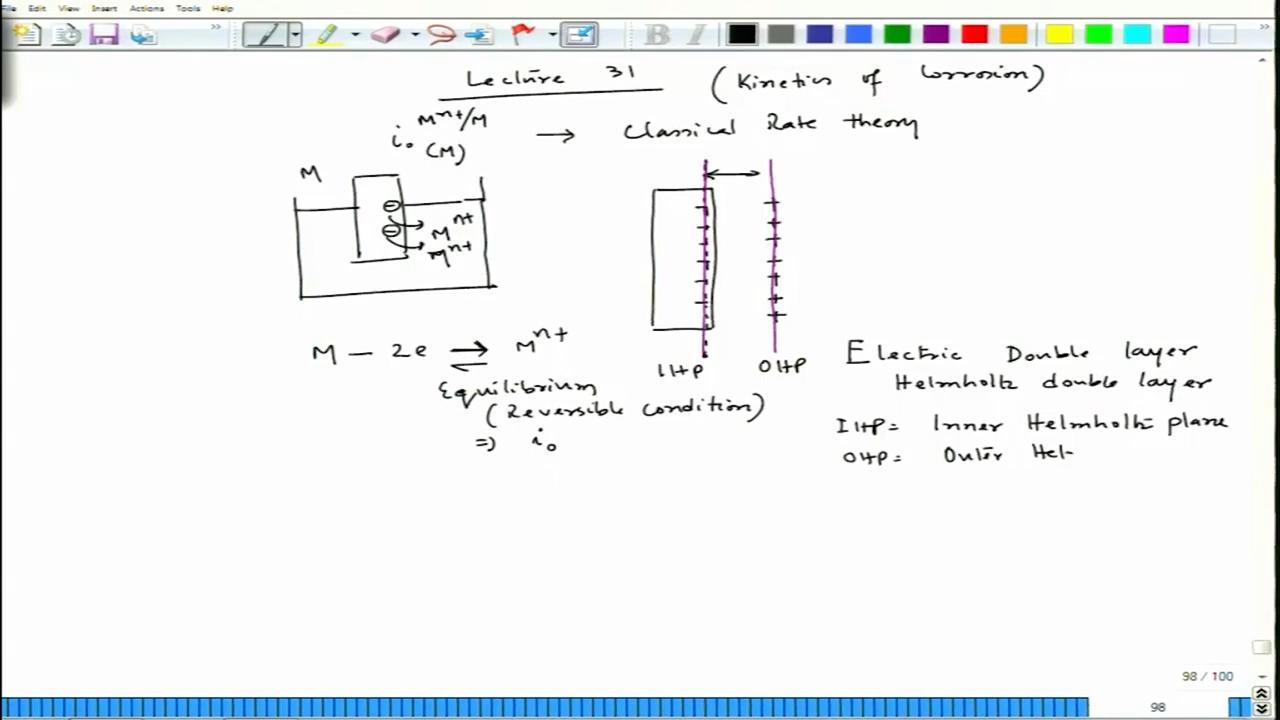 File Edit View Insert Actions Tools Help
Lecture 31 (Kinetics of Corrosion)
i₀ Mⁿ⁺/M (M) → Classical Rate theory
M
Mⁿ⁺
Mⁿ⁺
IHP OHP
M – 2e ⇌ Mⁿ⁺
Equilibrium
(Reversible condition)
⇒ i₀
Electric Double layer
Helmholtz double layer
IHP = Inner Helmholtz plane
OHP = Outer Hel
98 / 100
98